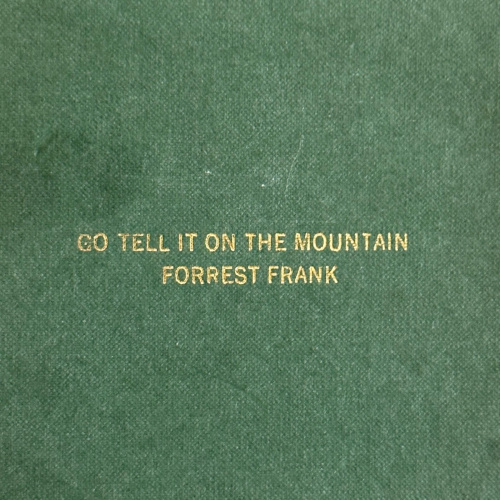 GO TELL IT ON THE MOUNTAIN
FORREST FRANK